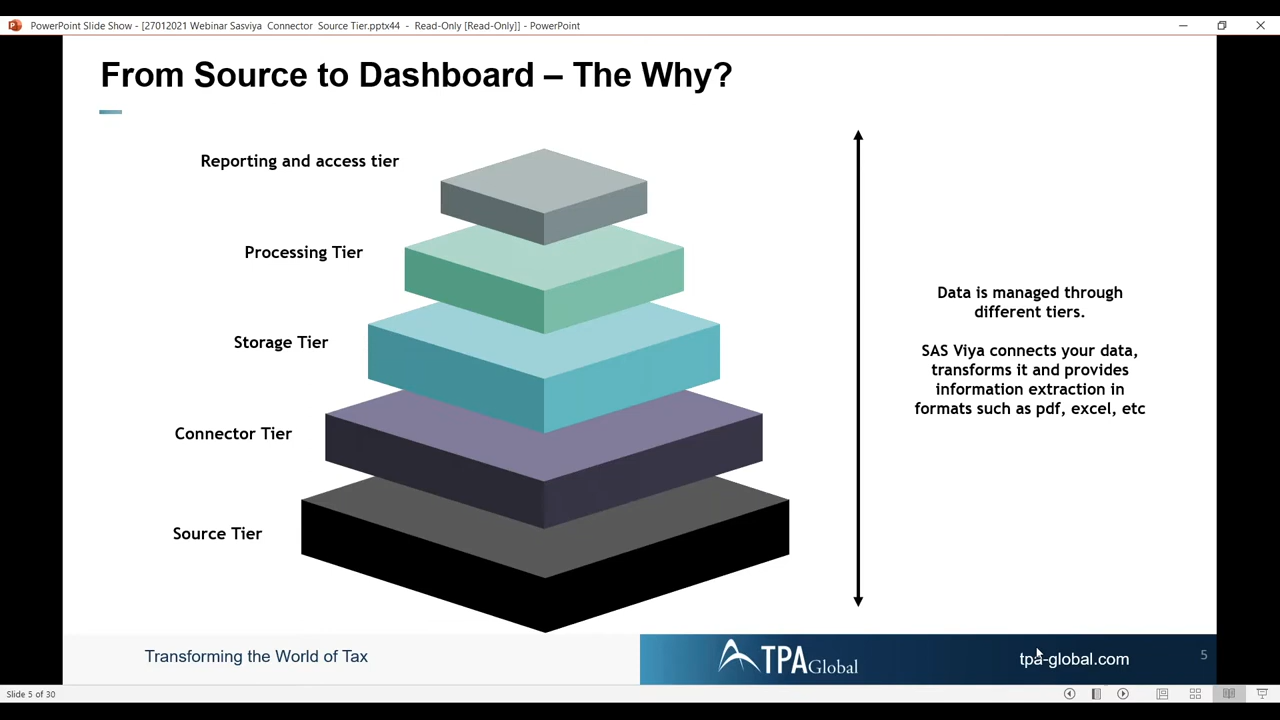 PowerPoint Slide Show - [27012021 Webinar Sasviya Connector Source Tier.pptx44 - Read-Only [Read-Only]] - PowerPoint
From Source to Dashboard – The Why?
Reporting and access tier
Processing Tier
Storage Tier
Connector Tier
Source Tier
Data is managed through
different tiers.
SAS Viya connects your data,
transforms it and provides
information extraction in
formats such as pdf, excel, etc
Transforming the World of Tax
TPA Global
tpa-global.com
5
Slide 5 of 30